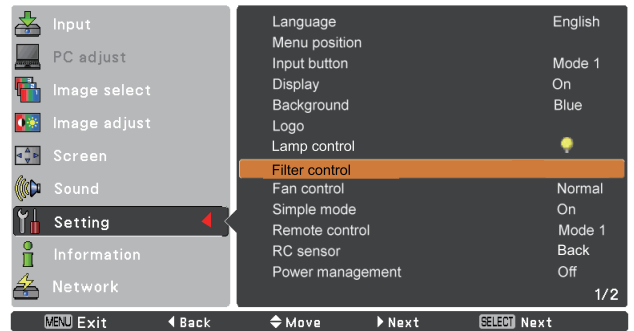 Input
PC adjust
Image select
Image adjust
Screen
Sound
Setting
Information
Network
Language English
Menu position
Input button Mode 1
Display On
Background Blue
Logo
Lamp control
Filter control
Fan control Normal
Simple mode On
Remote control Mode 1
RC sensor Back
Power management Off
1/2
MENU Exit Back Move Next SELECT Next